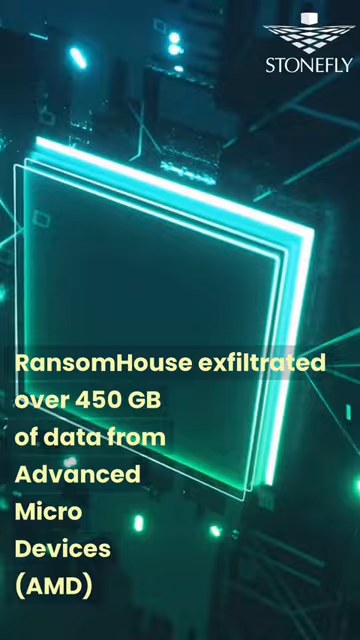 STONEFLY
RansomHouse exfiltrated
over 450 GB
of data from
Advanced
Micro
Devices
(AMD)